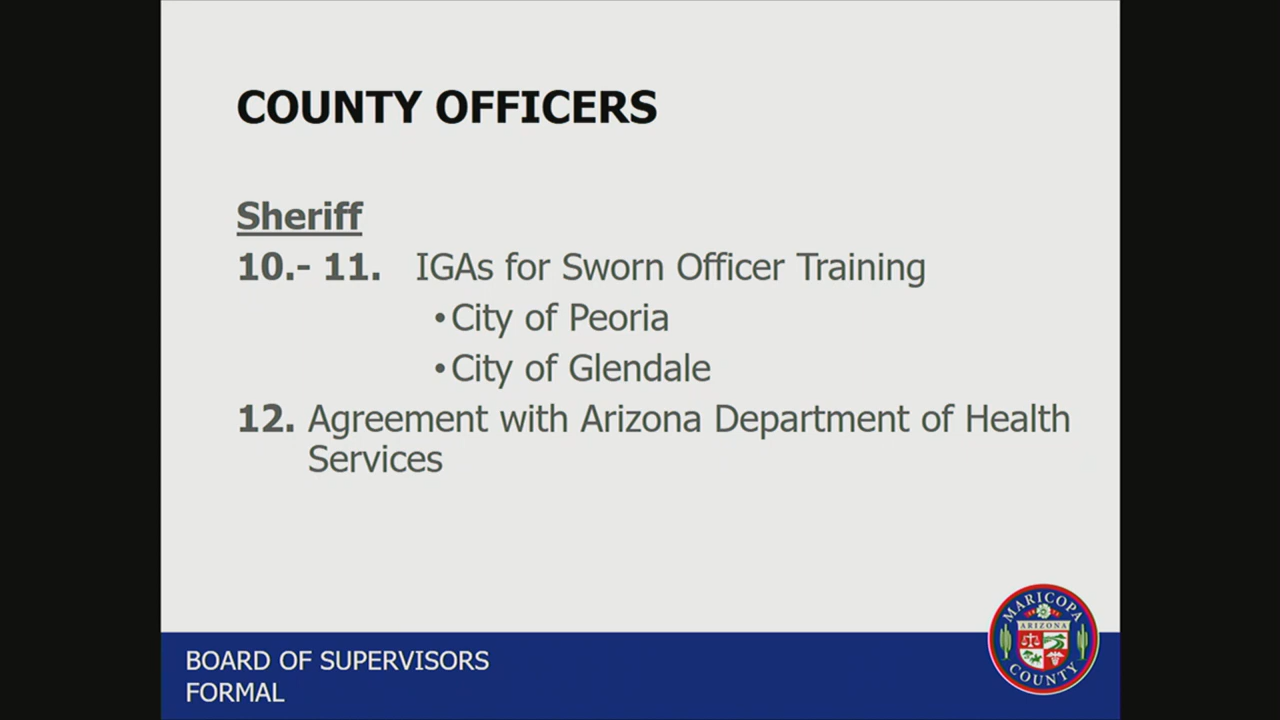 COUNTY OFFICERS
Sheriff
10.- 11. IGAs for Sworn Officer Training
•City of Peoria
•City of Glendale
12. Agreement with Arizona Department of Health
Services
BOARD OF SUPERVISORS
FORMAL
MARICOPA
ARIZONA
COUNTY